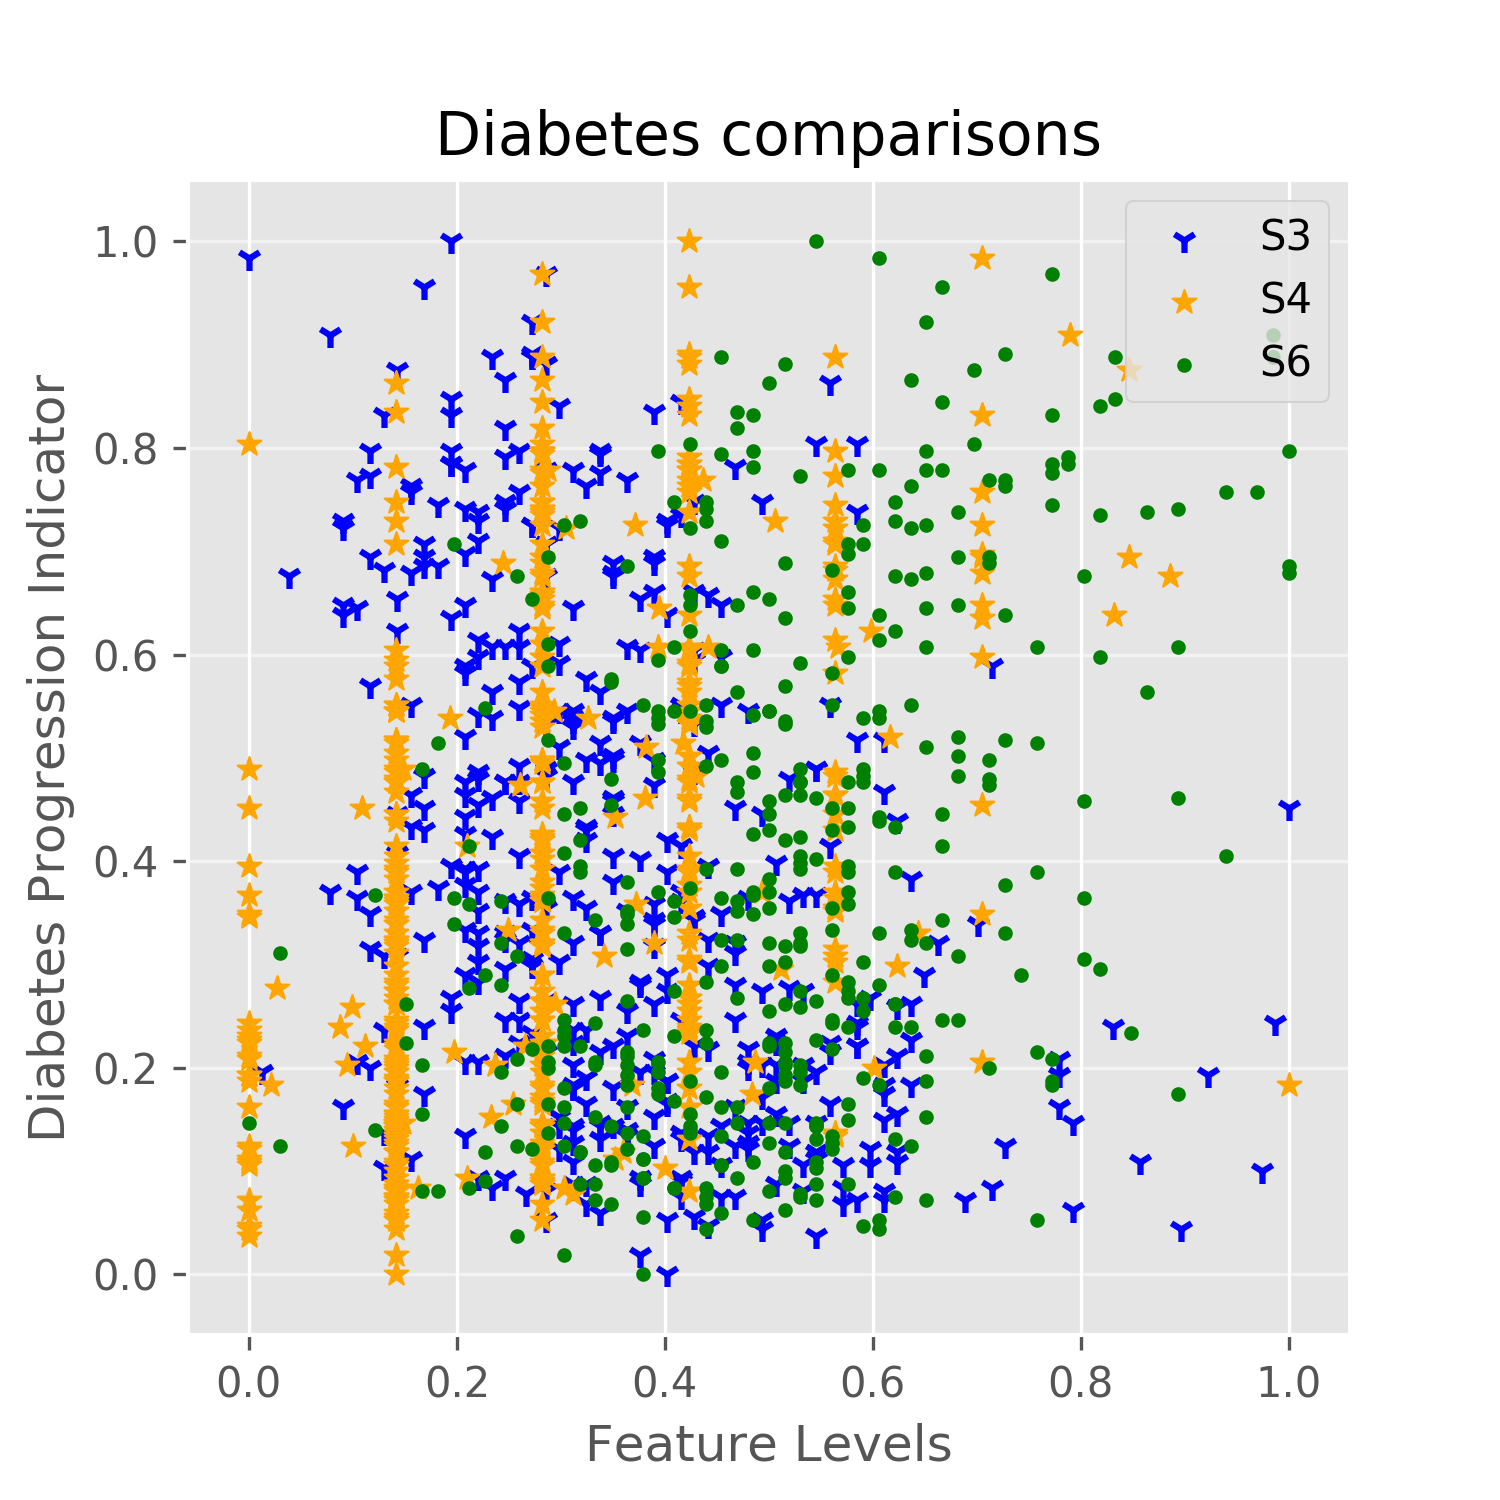 Diabetes comparisons
S3
S4
S6
1.0
0.8
0.6
0.4
0.2
0.0
Diabetes Progression Indicator
0.0 0.2 0.4 0.6 0.8 1.0
Feature Levels